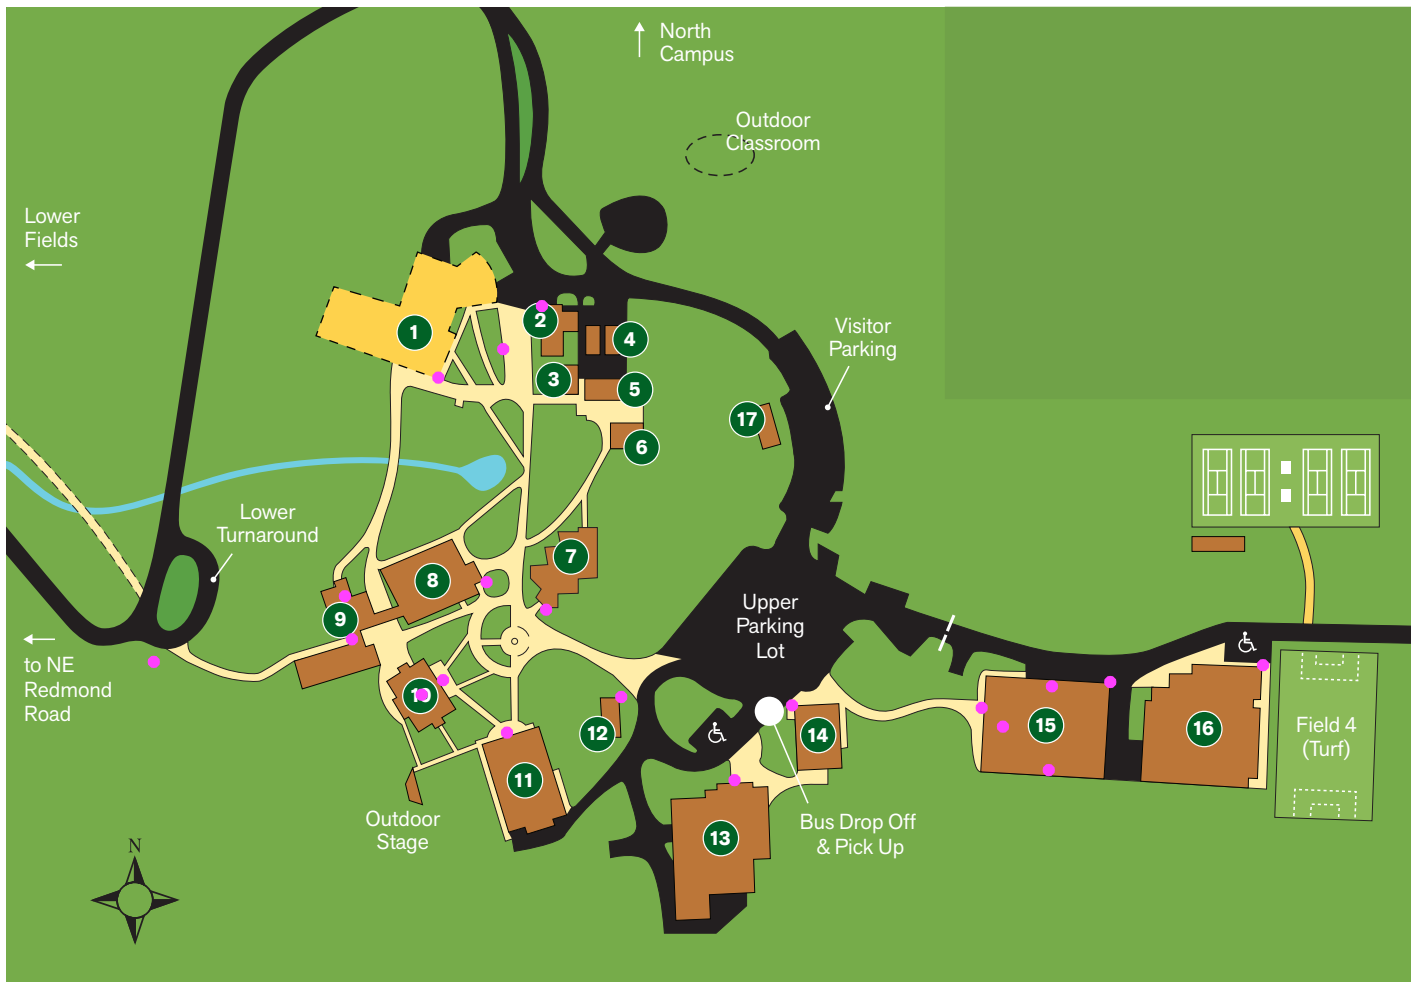 North
Campus
Outdoor
Classroom
Lower
Fields
1
2
3
4
5
6
Visitor
Parking
17
Lower
Turnaround
7
8
9
Upper
Parking
Lot
to NE
Redmond
Road
10
11
12
13
14
15
16
Field 4
(Turf)
Outdoor
Stage
Bus Drop Off
& Pick Up
N